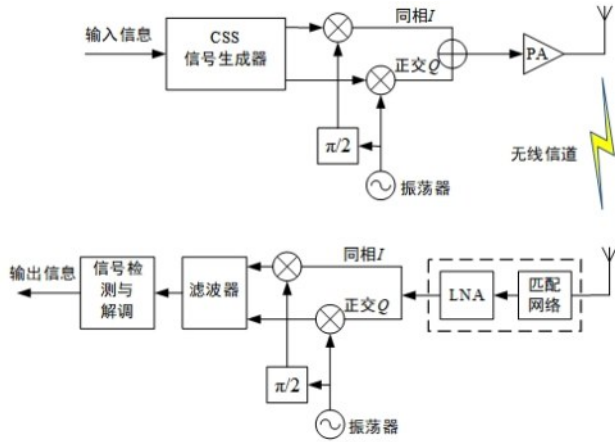 输入信息
CSS
信号生成器
同相I
正交Q
PA
π/2
振荡器
无线信道
输出信息
信号检
测与
解调
滤波器
同相I
正交Q
LNA
匹配
网络
π/2
振荡器